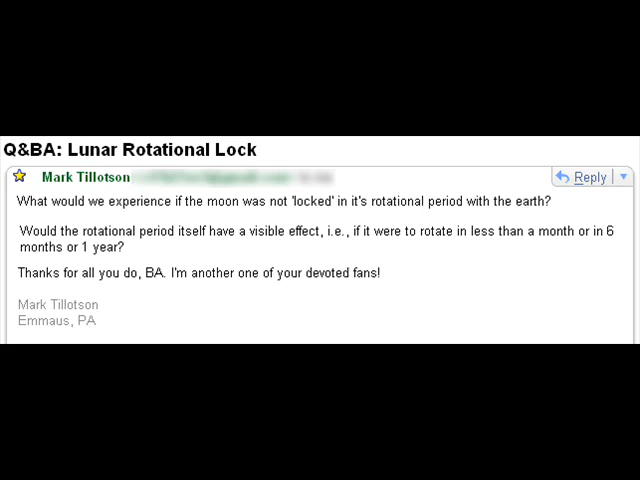 Q&BA: Lunar Rotational Lock
Mark Tillotson
Reply
What would we experience if the moon was not 'locked' in it's rotational period with the earth?
Would the rotational period itself have a visible effect, i.e., if it were to rotate in less than a month or in 6
months or 1 year?
Thanks for all you do, BA. I'm another one of your devoted fans!
Mark Tillotson
Emmaus, PA